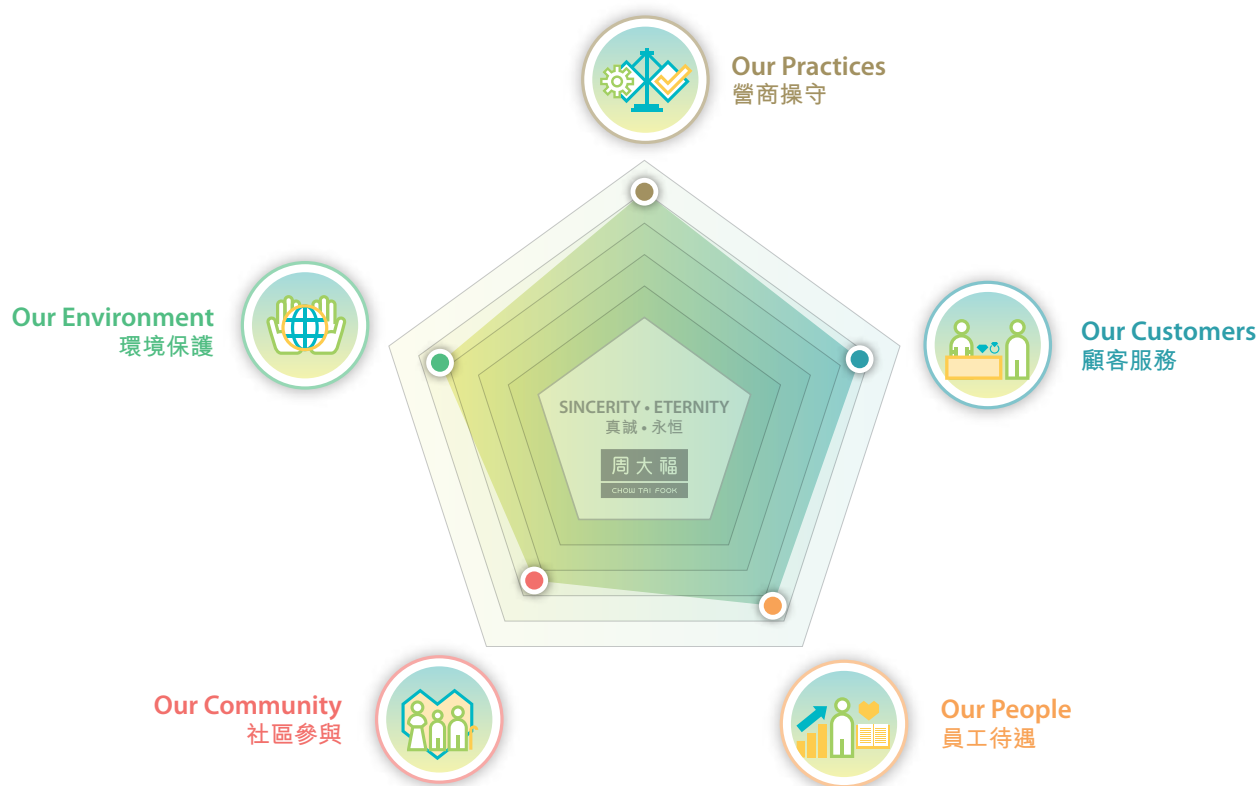 Our Practices
營商操守
Our Environment
環境保護
Our Customers
顧客服務
SINCERITY • ETERNITY
真誠 • 永恒
周大福
CHOW TAI FOOK
Our Community
社區參與
Our People
員工待遇